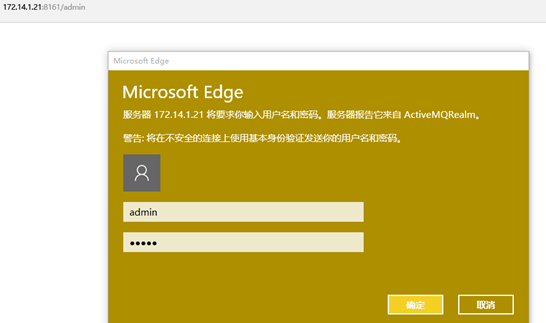 172.14.1.21:8161/admin
Microsoft Edge
Microsoft Edge
服务器 172.14.1.21 将要求你输入用户名和密码。服务器报告它来自 ActiveMQRealm。
警告: 将在不安全的连接上使用基本身份验证发送你的用户名和密码。
admin
●●●●●
确定 取消